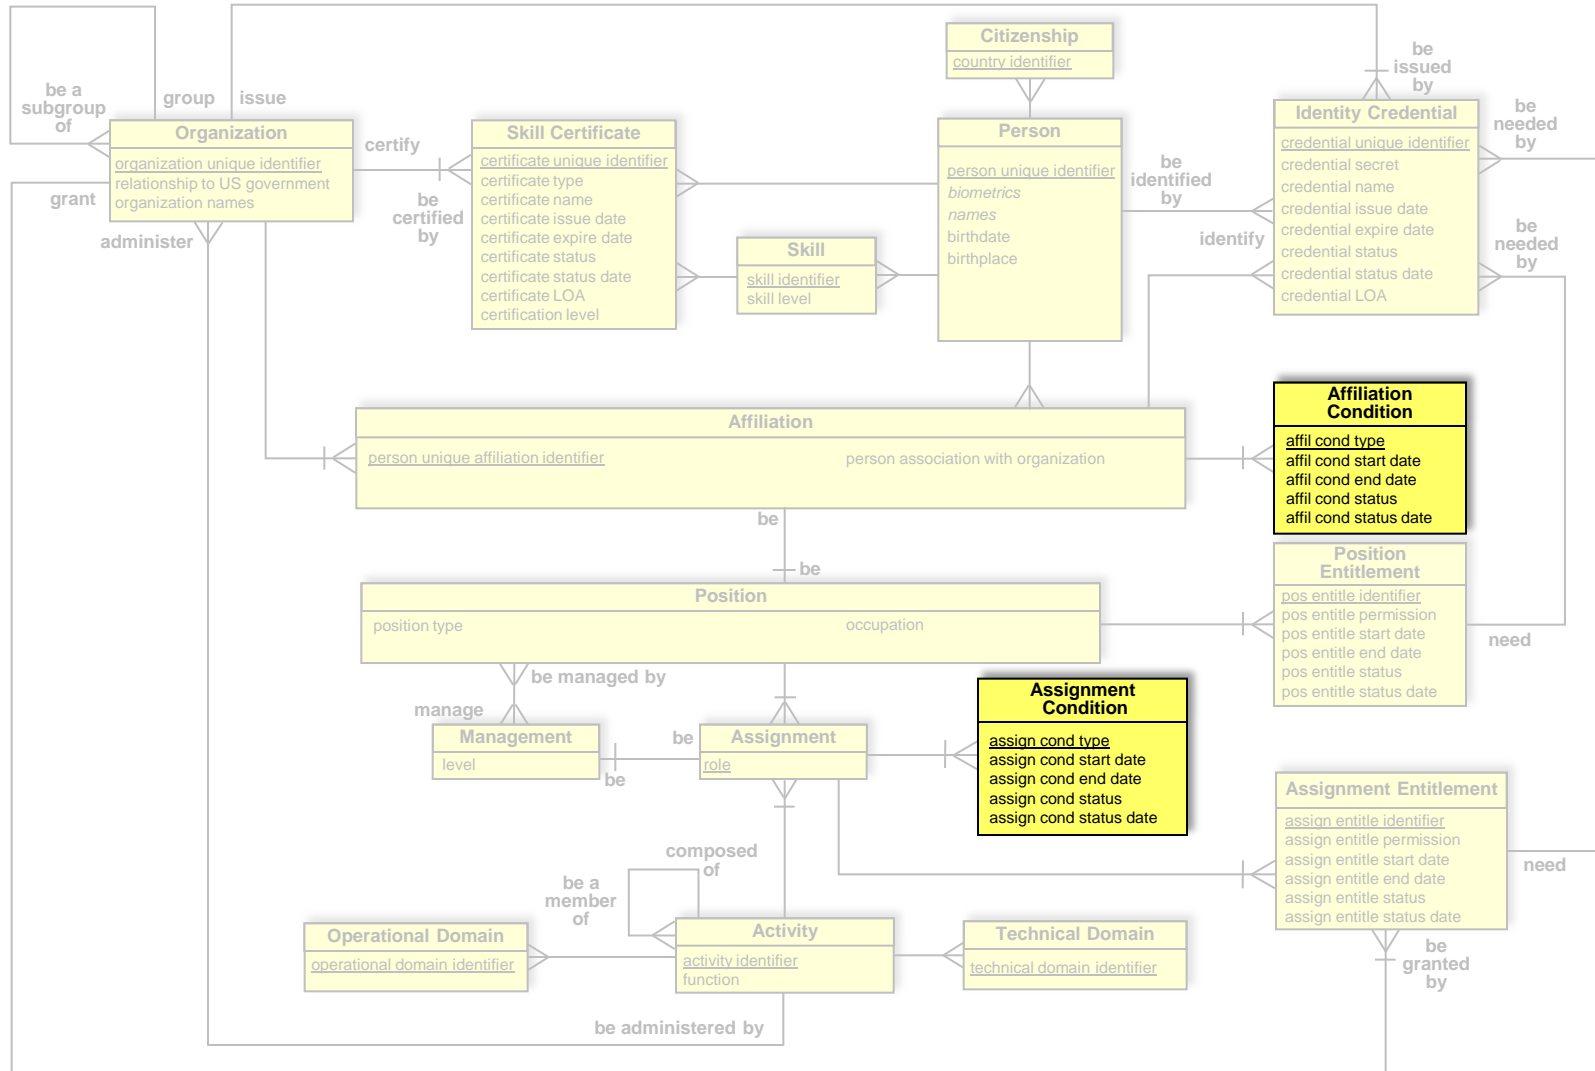 Citizenship
country identifier
be
issued
by
be a
subgroup
of
group
issue
Organization
organization unique identifier
relationship to US government
organization names
certify
be
certified
by
grant
administer
Skill Certificate
certificate unique identifier
certificate type
certificate name
certificate issue date
certificate expire date
certificate status
certificate status date
certificate LOA
certification level
Skill
skill identifier
skill level
Person
person unique identifier
biometrics
names
birthdate
birthplace
be
identified
by
identify
Identity Credential
credential unique identifier
credential secret
credential name
credential issue date
credential expire date
credential status
credential status date
credential LOA
be
needed
by
be
needed
by
Affiliation
person unique affiliation identifier
person association with organization
Affiliation
Condition
affil cond type
affil cond start date
affil cond end date
affil cond status
affil cond status date
be
be
Position
position type
occupation
Position
Entitlement
pos entitle identifier
pos entitle permission
pos entitle start date
pos entitle end date
pos entitle status
pos entitle status date
need
be managed by
manage
Management
level
be
be
Assignment
role
Assignment
Condition
assign cond type
assign cond start date
assign cond end date
assign cond status
assign cond status date
Assignment Entitlement
assign entitle identifier
assign entitle permission
assign entitle start date
assign entitle end date
assign entitle status
assign entitle status date
need
composed
of
be a
member
of
Operational Domain
operational domain identifier
Activity
activity identifier
function
Technical Domain
technical domain identifier
be
granted
by
be administered by